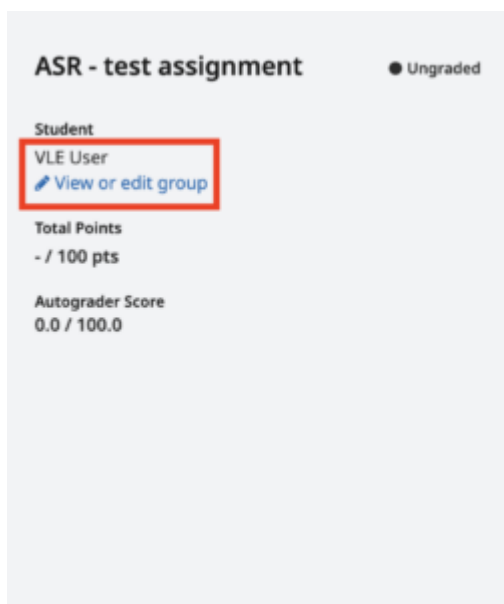 ASR - test assignment
Ungraded
Student
VLE User
View or edit group
Total Points
- / 100 pts
Autograder Score
0.0 / 100.0